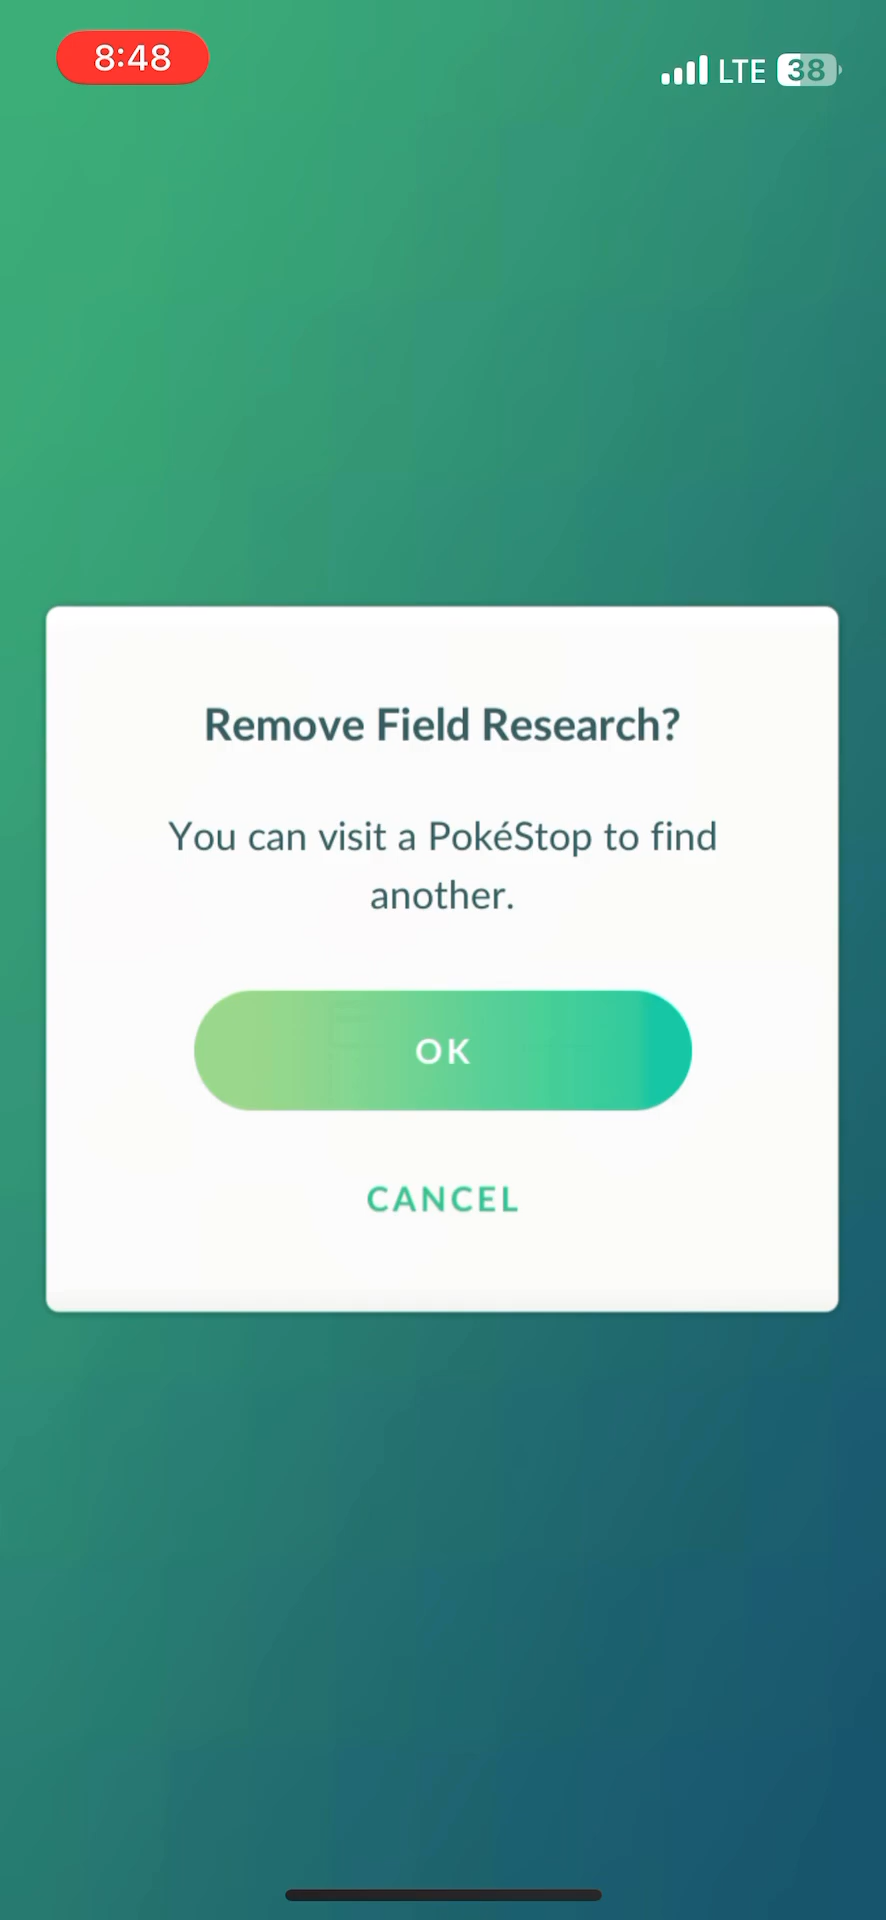 8:48
LTE 38
Remove Field Research?
You can visit a PokéStop to find
another.
OK
CANCEL